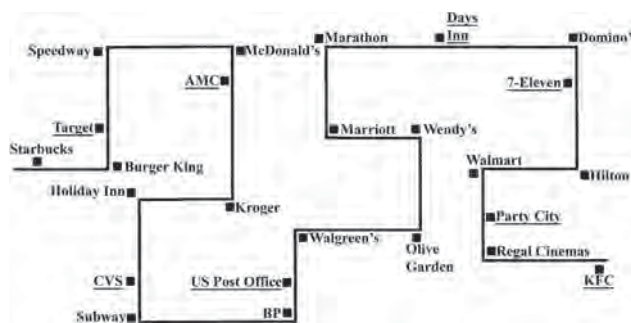 Days
Speedway
McDonald's
Marathon
Inn
Domino'
AMC
7-Eleven
Target
Marriott
Wendy's
Starbucks
Burger King
Walmart
Holiday Inn
Kroger
Hilton
Party City
Walgreen's
Olive
Garden
Regal Cinemas
CVS
US Post Office
KFC
Subway
BP